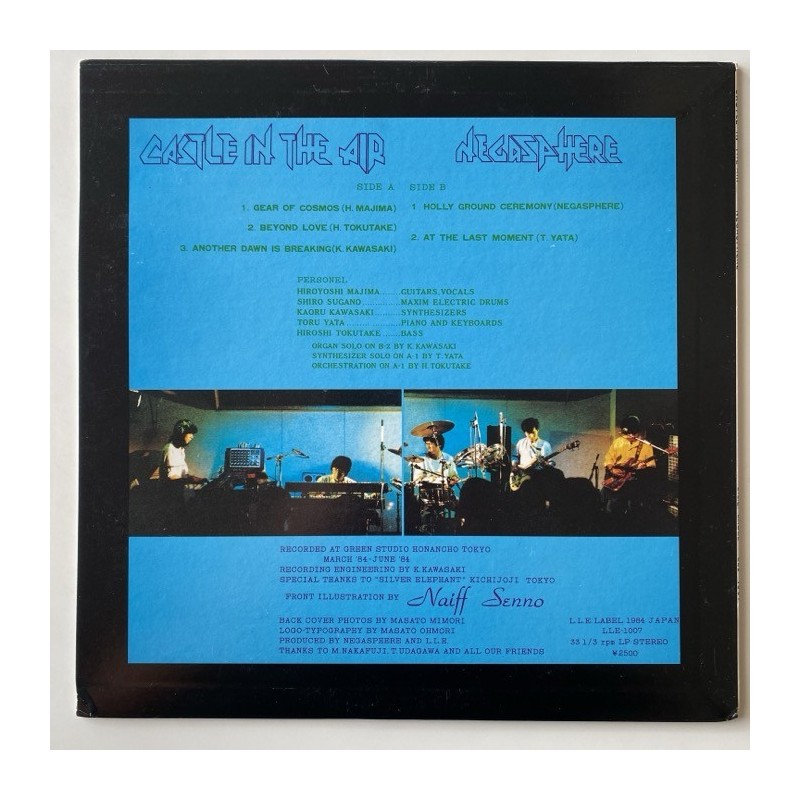 CASTLE IN THE AIR NEGASPHERE
SIDE A SIDE B
1. GEAR OF COSMOS (H. MAJIMA)
2. BEYOND LOVE (H. TOKUTAKE)
3. ANOTHER DAWN IS BREAKING (K. KAWASAKI)
1 HOLLY GROUND CEREMONY (NEGASPHERE)
2. AT THE LAST MOMENT (T. YATA)
PERSONEL
HIROYOSHI MAJIMA......GUITARS, VOCALS
SHIRO SUGANO............MAXIM ELECTRIC DRUMS
KAORU KAWASAKI........SYNTHESIZERS
TORU YATA................PIANO AND KEYBOARDS
HIROSHI TOKUTAKE......BASS
ORGAN SOLO ON B-2 BY K. KAWASAKI
SYNTHESIZER SOLO ON A-1 BY T. YATA
ORCHESTRATION ON A-1 BY H. TOKUTAKE
RECORDED AT GREEN STUDIO HONANCHO TOKYO
MARCH '84-JUNE '84
RECORDING ENGINEERING BY K. KAWASAKI
SPECIAL THANKS TO "SILVER ELEPHANT" KICHIJOJI TOKYO
FRONT ILLUSTRATION BY Naiff Senno
BACK COVER PHOTOS BY MASATO MIMORI
LOGO-TYPOGRAPHY BY MASATO OHMORI
PRODUCED BY NEGASPHERE AND L.L.E.
THANKS TO M. NAKAFUJI, T. UDAGAWA AND ALL OUR FRIENDS
L.L.E LABEL 1984 JAPAN
LLE-1007
33 1/3 rpm LP STEREO
¥2500